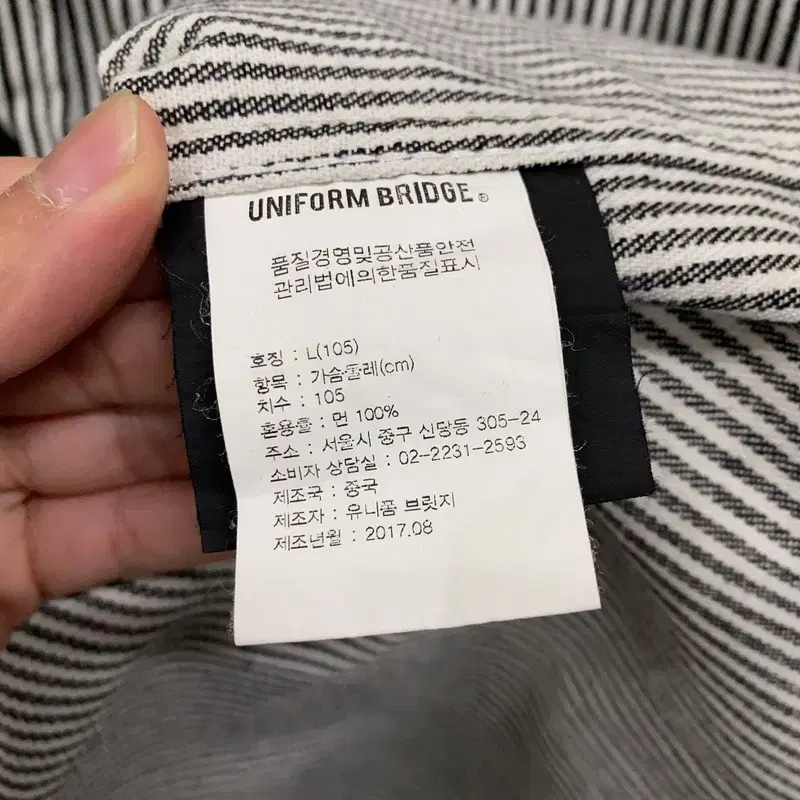 UNIFORM BRIDGE®
품질경영및공산품안전
관리법에의한품질표시
호칭 : L(105)
항목 : 가슴둘레(cm)
치수 : 105
혼용률 : 면 100%
주소 : 서울시 중구 신당동 305-24
소비자 상담실 : 02-2231-2593
제조국 : 중국
제조자 : 유니폼 브릿지
제조년월 : 2017.08